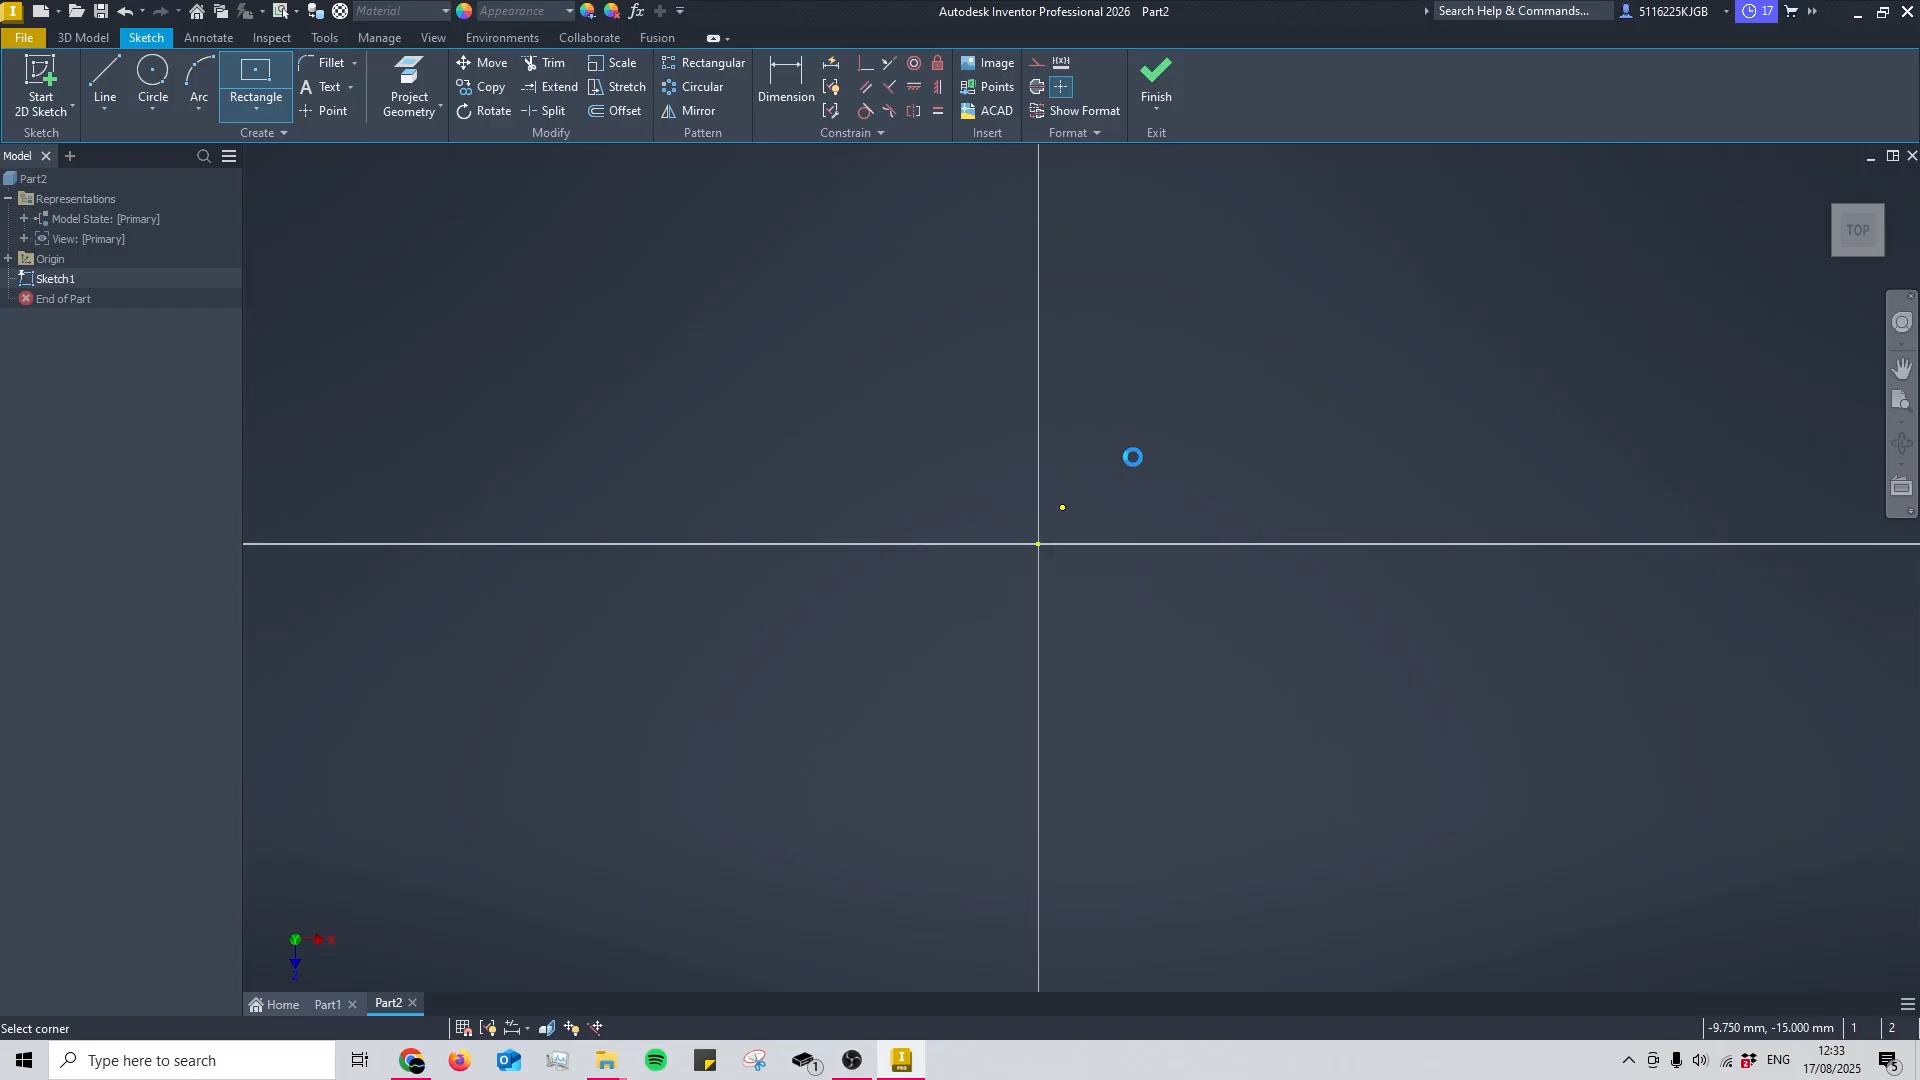 Material
Appearance
fx
Autodesk Inventor Professional 2026 Part2
Search Help & Commands...
5116225KJGB
17
File
3D Model
Sketch
Annotate
Inspect
Tools
Manage
View
Environments
Collaborate
Fusion
Start
2D Sketch
Line
Circle
Arc
Rectangle
Fillet
Text
Point
Project
Geometry
Move
Copy
Rotate
Trim
Extend
Split
Scale
Stretch
Offset
Rectangular
Circular
Mirror
Dimension
Image
Points
ACAD
Show Format
Finish
Sketch
Create
Modify
Pattern
Constrain
Insert
Format
Exit
Model
Part2
Representations
Model State: [Primary]
View: [Primary]
Origin
Sketch1
End of Part
TOP
X
Z
Home
Part1
Part2
Select corner
-9.750 mm, -15.000 mm
1
2
Type here to search
1
I
PRO
2
ENG
12:33
17/08/2025
5